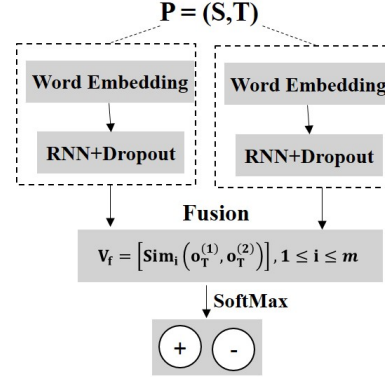 P = (S,T)
Word Embedding
Word Embedding
RNN+Dropout
RNN+Dropout
Fusion
V_f = [Sim_i (o_T^(1), o_T^(2))], 1 ≤ i ≤ m
SoftMax
+ -